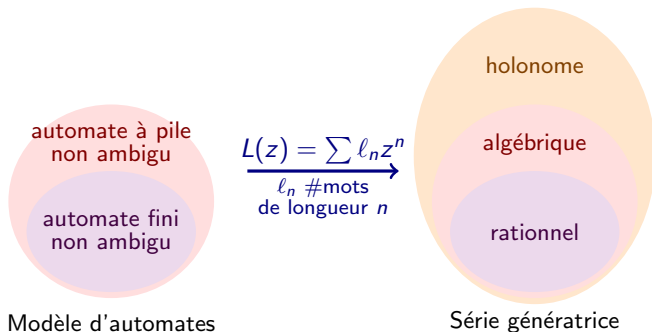 automate à pile
non ambigu
automate fini
non ambigu
L(z) = ∑ ℓₙzⁿ
ℓₙ #mots
de longueur n
holonome
algébrique
rationnel
Modèle d'automates
Série génératrice